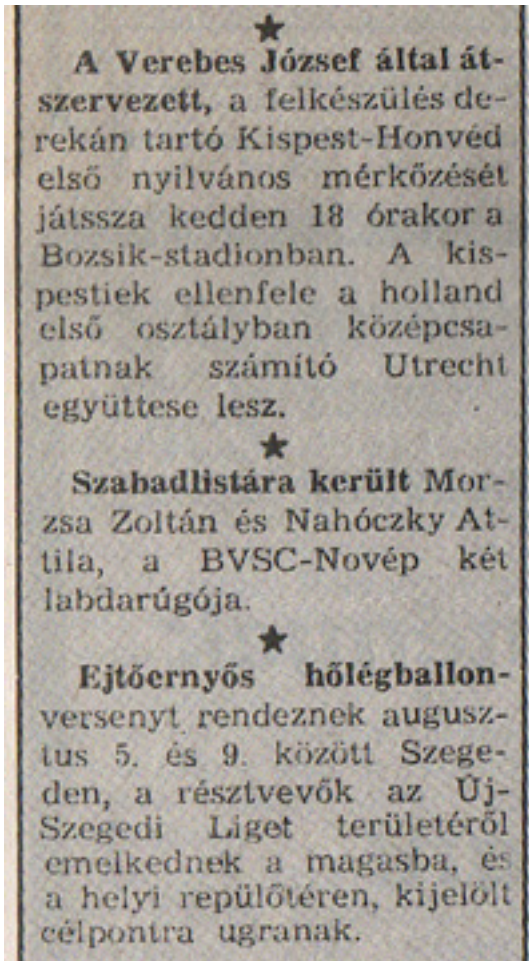 ★
A Verebes József által át-
szervezett, a felkészülés de-
rekán tartó Kispest-Honvéd
első nyilvános mérkőzését
játssza kedden 18 órakor a
Bozsik-stadionban. A kis-
pestiek ellenfele a holland
első osztályban középcsa-
patnak számító Utrecht
együttese lesz.
★
Szabadlistára került Mor-
zsa Zoltán és Nahóczky At-
tila, a BVSC-Novép két
labdarúgója.
★
Ejtőernyős hőlégballon-
versenyt rendeznek augusz-
tus 5. és 9. között Szege-
den, a résztvevők az Új-
Szegedi Liget területéről
emelkednek a magasba, és
a helyi repülőtéren, kijelölt
célpontra ugranak.